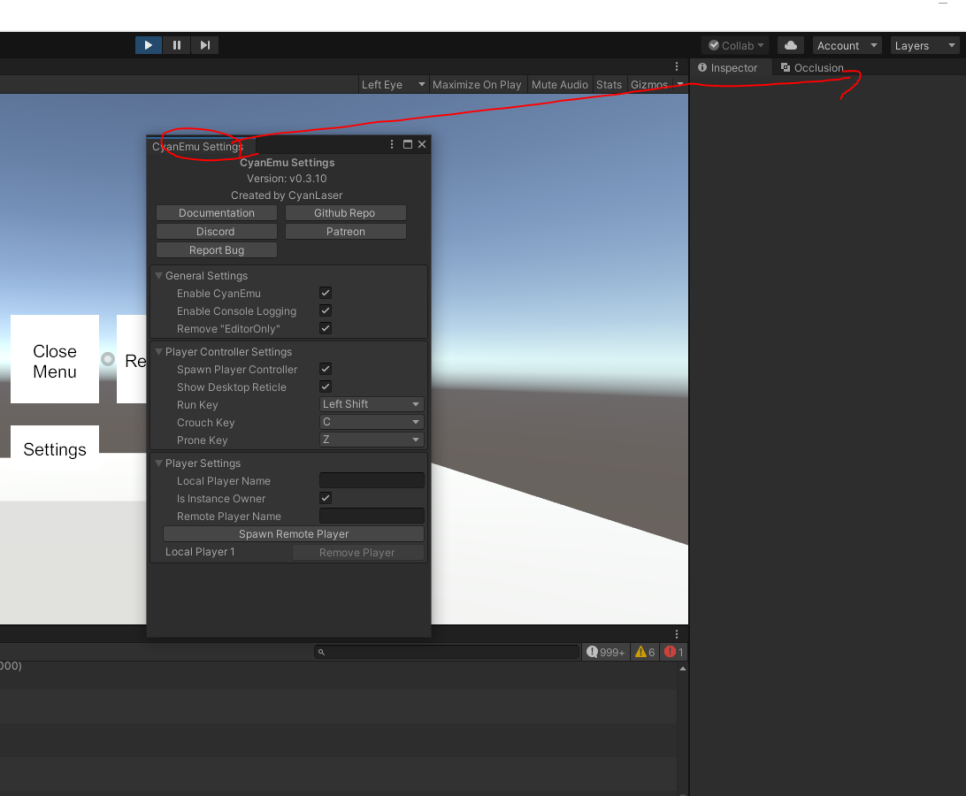 Collab Account Layers
Inspector Occlusion
Left Eye Maximize On Play Mute Audio Stats Gizmos
CyanEmu Settings
CyanEmu Settings
Version: v0.3.10
Created by CyanLaser
Documentation Github Repo
Discord Patreon
Report Bug
General Settings
Enable CyanEmu
Enable Console Logging
Remove "EditorOnly"
Player Controller Settings
Spawn Player Controller
Show Desktop Reticle
Run Key Left Shift
Crouch Key C
Prone Key Z
Player Settings
Local Player Name
Is Instance Owner
Remote Player Name
Spawn Remote Player
Local Player 1 Remove Player
Close
Menu
Re
Settings
999+ 6 1
000)